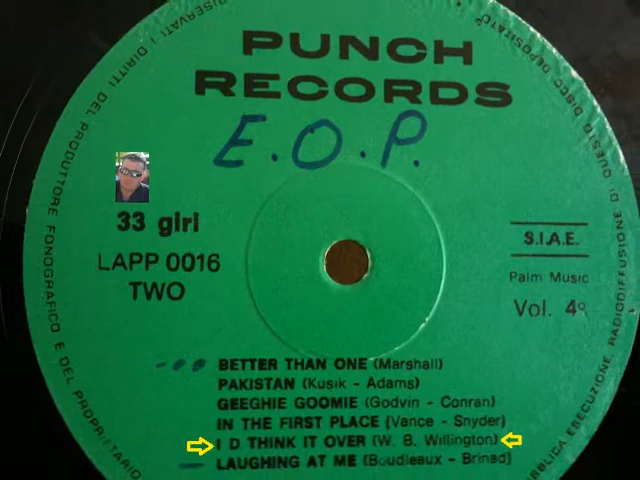 PUNCH
RECORDS
E.O.P.
33 giri
LAPP 0016
TWO
S.I.A.E.
Palm Music
Vol. 4°
BETTER THAN ONE (Marshall)
PAKISTAN (Kusik - Adams)
GEEGHIE GOOMIE (Godvin - Conran)
IN THE FIRST PLACE (Vance - Snyder)
I D THINK IT OVER (W. B. Willington)
LAUGHING AT ME (Boudleaux - Brinad)
E DEL PROPRIETARIO
RISERVATI I DIRITTI DEL PRODUTTORE FONOGRAFICO
DI QUESTO DISCO DEPOSITATO
ESECUZIONE RADIODIFFUSIONE